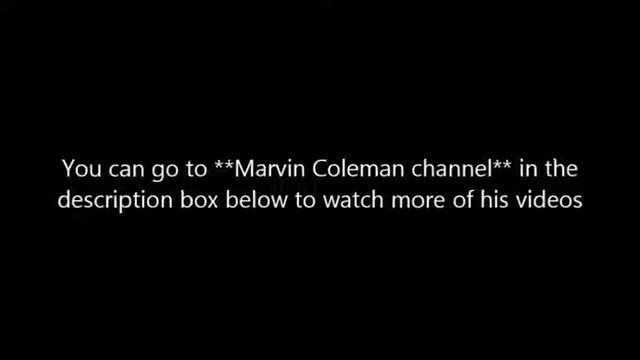 You can go to **Marvin Coleman channel** in the
description box below to watch more of his videos